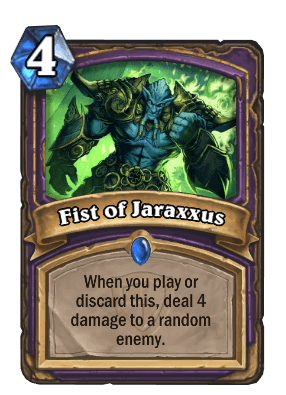 4
Fist of Jaraxxus
When you play or
discard this, deal 4
damage to a random
enemy.